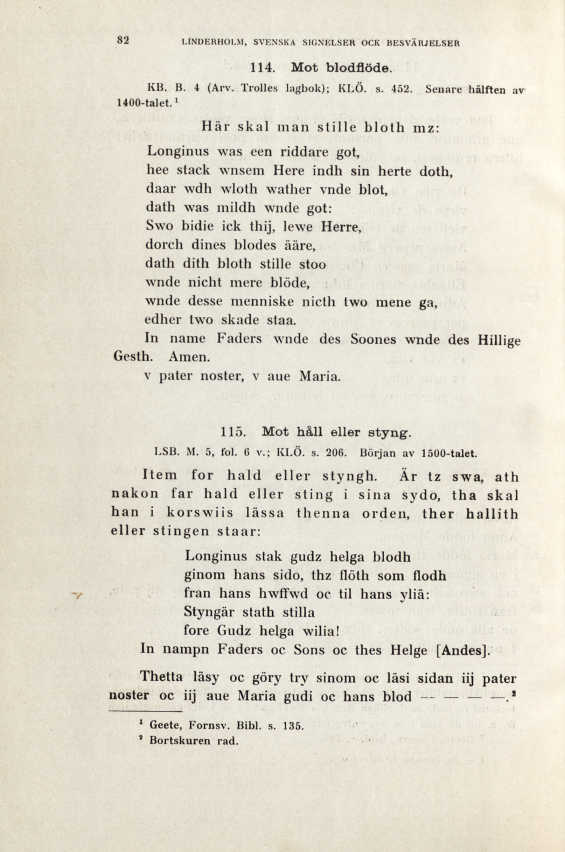 82 LINDERHOLM, SVENSKA SIGNELSER OCK BESVÄRJELSER
114. Mot blodflöde.
KB. B. 4 (Arv. Trolles lagbok); KLÖ. s. 452. Senare hälften av
1400-talet.¹
Här skal man stille bloth mz:
Longinus was een riddare got,
hee stack wnsem Here indh sin herte doth,
daar wdh wloth wather vnde blot,
dath was mildh wnde got:
Swo bidie ick thij, lewe Herre,
dorch dines blodes ääre,
dath dith bloth stille stoo
wnde nicht mere blöde,
wnde desse menniske nicth two mene ga,
edher two skade staa.
In name Faders wnde des Soones wnde des Hillige
Gesth. Amen.
v pater noster, v aue Maria.
115. Mot håll eller styng.
LSB. M. 5, fol. 6 v.; KLÖ. s. 206. Början av 1500-talet.
Item for hald eller styngh. Är tz swa, ath
nakon far hald eller sting i sina sydo, tha skal
han i korswiis lässa thenna orden, ther hallith
eller stingen staar:
Longinus stak gudz helga blodh
ginom hans sido, thz flöth som flodh
fran hans hwffwd oc til hans yliä:
Styngär stath stilla
fore Gudz helga wilia!
In nampn Faders oc Sons oc thes Helge [Andes].
Thetta läsy oc göry try sinom oc läsi sidan iij pater
noster oc iij aue Maria gudi oc hans blod — — — —.²
¹ Geete, Fornsv. Bibl. s. 135.
² Bortskuren rad.